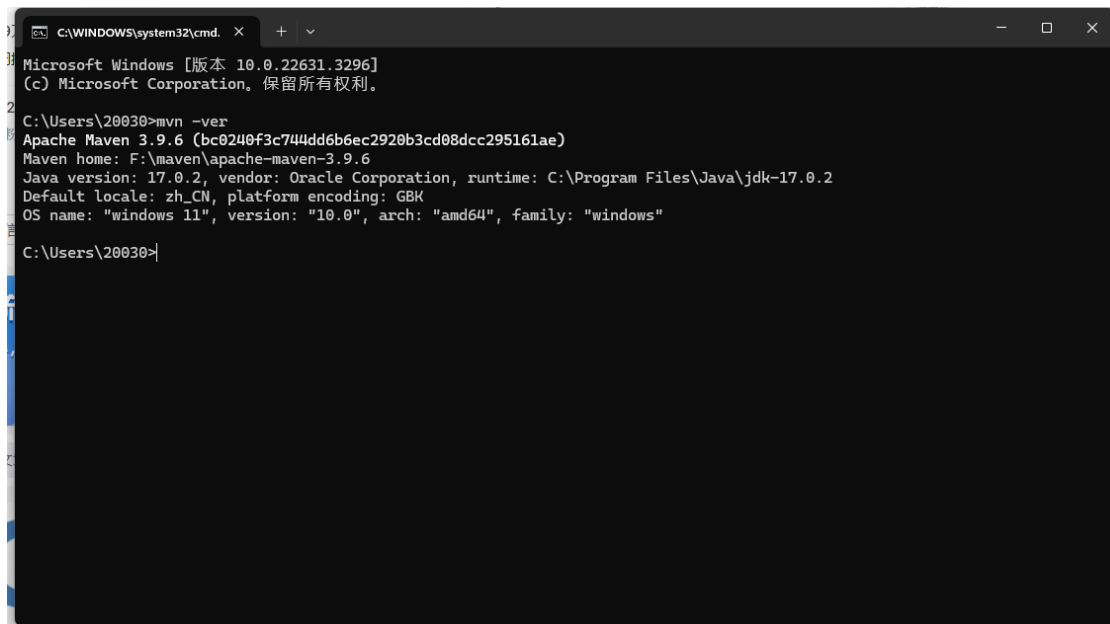 C:\WINDOWS\system32\cmd.
Microsoft Windows [版本 10.0.22631.3296]
(c) Microsoft Corporation。保留所有权利。
C:\Users\20030>mvn -ver
Apache Maven 3.9.6 (bc0240f3c744dd6b6ec2920b3cd08dcc295161ae)
Maven home: F:\maven\apache-maven-3.9.6
Java version: 17.0.2, vendor: Oracle Corporation, runtime: C:\Program Files\Java\jdk-17.0.2
Default locale: zh_CN, platform encoding: GBK
OS name: "windows 11", version: "10.0", arch: "amd64", family: "windows"
C:\Users\20030>